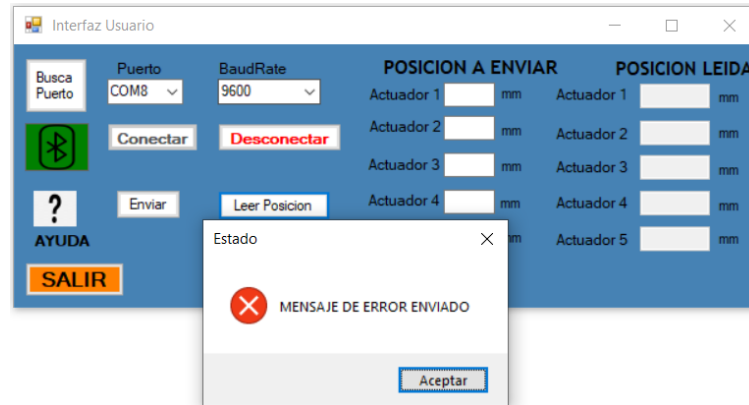 Interfaz Usuario
Busca
Puerto
Puerto
COM8
BaudRate
9600
Conectar
Desconectar
?
AYUDA
Enviar
Leer Posicion
SALIR
POSICION A ENVIAR
Actuador 1 mm
Actuador 2
Actuador 3 mm
Actuador 4 mm
mm
POSICION LEIDA
Actuador 1 mm
Actuador 2 mm
Actuador 3 mm
Actuador 4 mm
Actuador 5 mm
Estado
MENSAJE DE ERROR ENVIADO
Aceptar